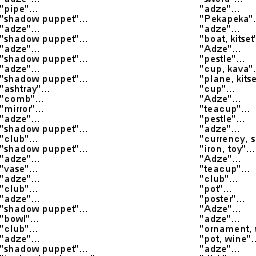 "pipe"...
"adze"...
"shadow puppet"...
"adze"...
"shadow puppet"...
"adze"...
"shadow puppet"...
"adze"...
"shadow puppet"...
"ashtray"...
"comb"...
"mirror"...
"adze"...
"shadow puppet"...
"club"...
"shadow puppet"...
"adze"...
"vase"...
"adze"...
"club"...
"adze"...
"shadow puppet"...
"bowl"...
"club"...
"adze"...
"shadow puppet"...
"adze"...
"Pekapeka"...
"adze"...
"boat, kitset"
"Adze"...
"pestle"...
"cup, kava".
"plane, kitse
"cup"...
"Adze"...
"teacup"...
"pestle"...
"adze"...
"currency, s
"iron, toy"...
"Adze"...
"teacup"...
"club"...
"pot"...
"poster"...
"Adze"...
"adze"...
"ornament,
"pot, wine"...
"adze"...